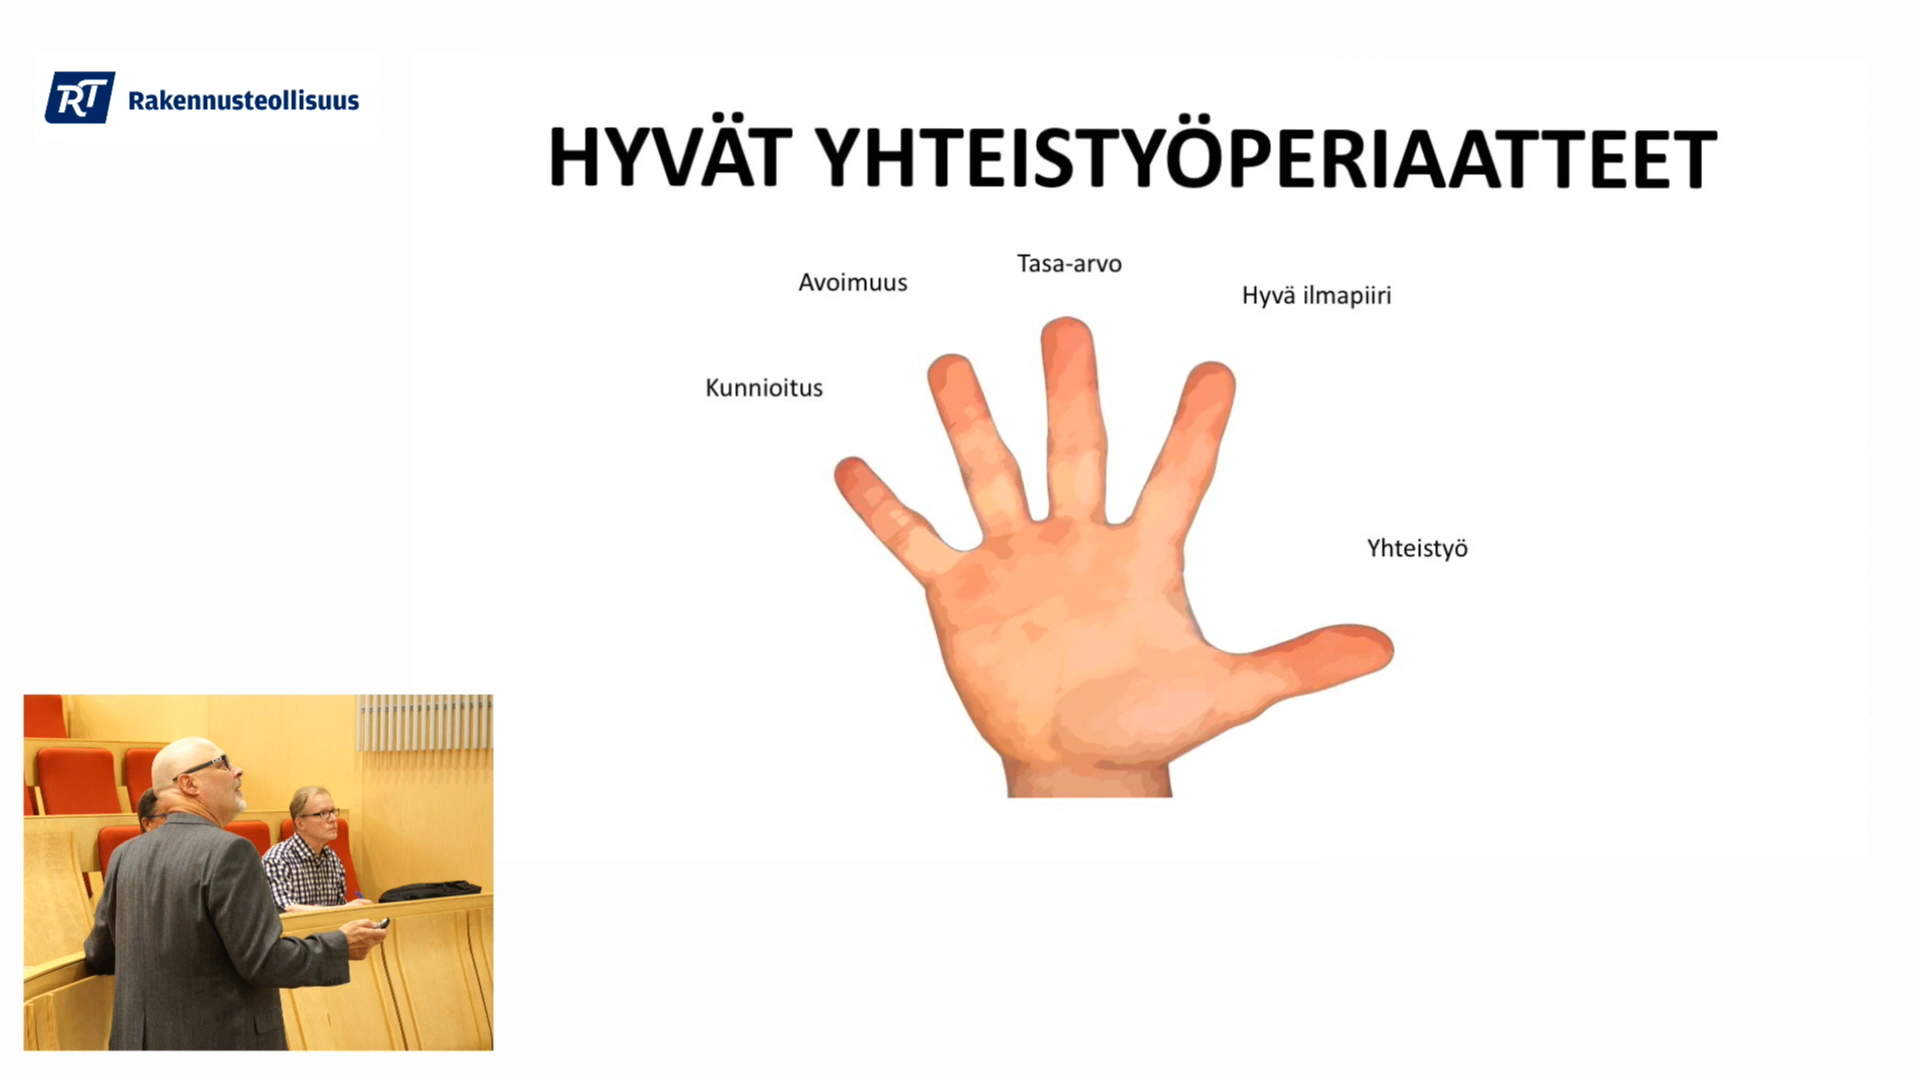 RT Rakennusteollisuus
HYVÄT YHTEISTYÖPERIAATTEET
Tasa-arvo
Avoimuus
Hyvä ilmapiiri
Kunnioitus
Yhteistyö